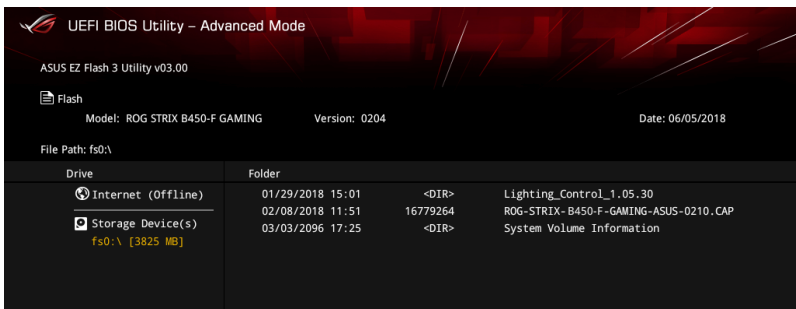 UEFI BIOS Utility – Advanced Mode
ASUS EZ Flash 3 Utility v03.00
Flash
Model: ROG STRIX B450-F GAMING Version: 0204 Date: 06/05/2018
File Path: fs0:\
Drive Folder
Internet (Offline) 01/29/2018 15:01 <DIR> Lighting_Control_1.05.30
02/08/2018 11:51 16779264 ROG-STRIX-B450-F-GAMING-ASUS-0210.CAP
Storage Device(s) 03/03/2096 17:25 <DIR> System Volume Information
fs0:\ [3825 MB]